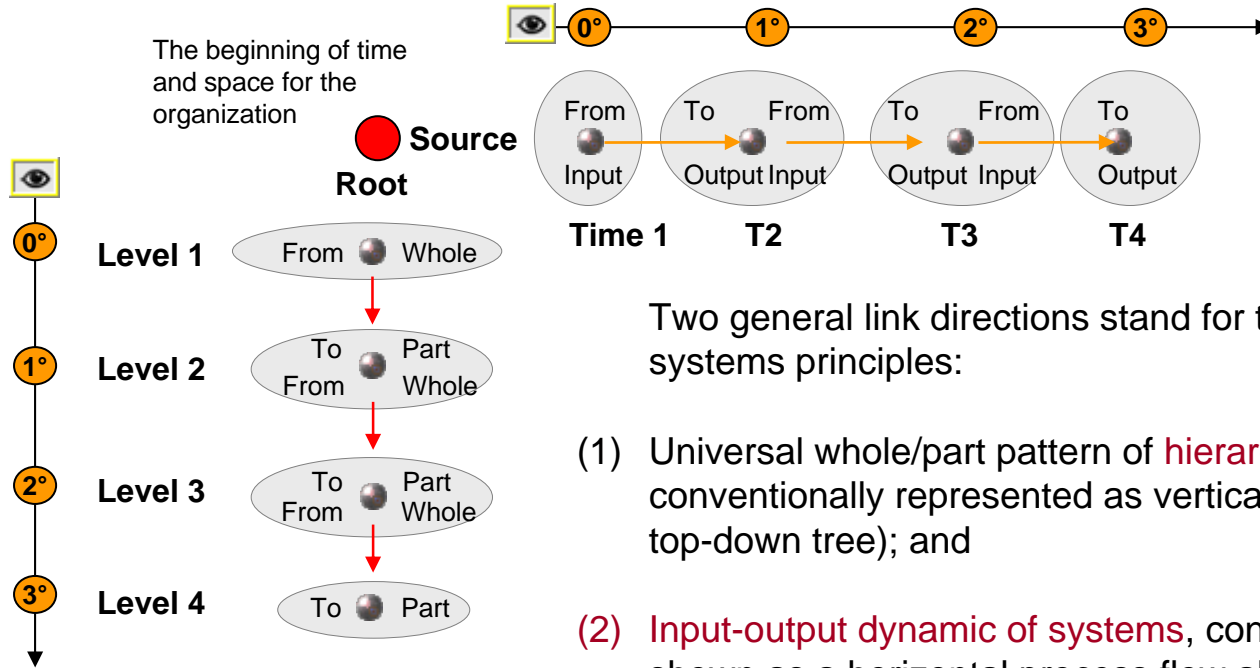 The beginning of time
and space for the
organization
Source
Root
0° 1° 2° 3°
From To From To From To
Input Output Input Output Input Output
Time 1 T2 T3 T4
0° Level 1 From Whole
1° Level 2 To Part
From Whole
2° Level 3 To Part
From Whole
3° Level 4 To Part
Two general link directions stand for
systems principles:
(1) Universal whole/part pattern of
conventionally represented as
top-down tree); and
(2) Input-output dynamic of systems,